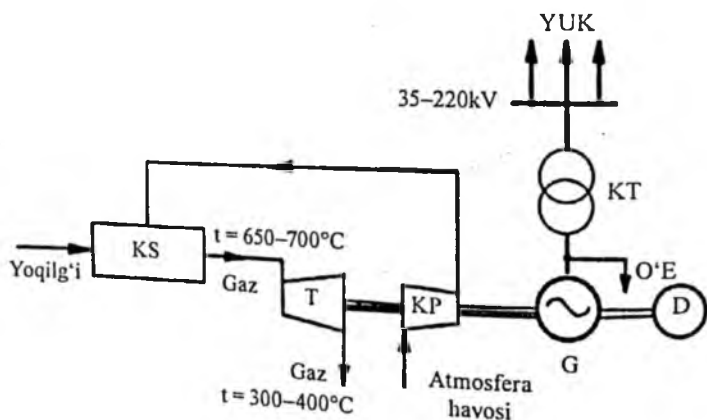 YUK
35–220kV
KT
KS
t = 650–700°C
Yoqilg‘i
Gaz
O‘E
T
KP
D
G
Gaz
t = 300–400°C
Atmosfera
havosi